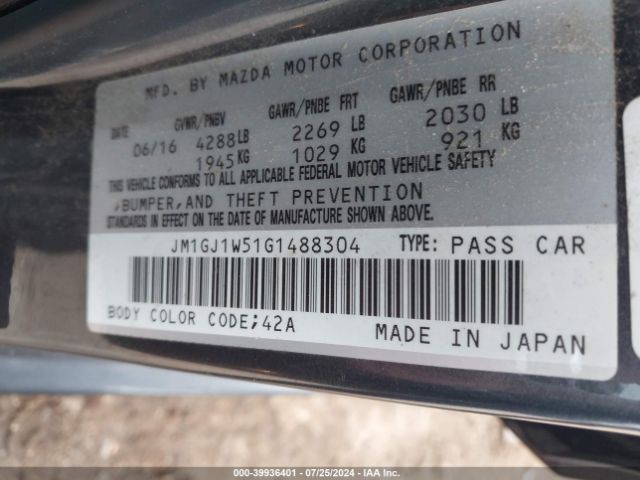 MFD. BY MAZDA MOTOR CORPORATION
DATE GVWR/PNBV GAWR/PNBE FRT GAWR/PNBE RR
06/16 4288LB 2269 LB 2030 LB
1945KG 1029 KG 921 KG
THIS VEHICLE CONFORMS TO ALL APPLICABLE FEDERAL MOTOR VEHICLE SAFETY
,BUMPER,AND THEFT PREVENTION
STANDARDS IN EFFECT ON THE DATE OF MANUFACTURE SHOWN ABOVE.
JM1GJ1W51G1488304 TYPE: PASS CAR
BODY COLOR CODE;42A MADE IN JAPAN
000-39936401 - 07/25/2024 - IAA Inc.